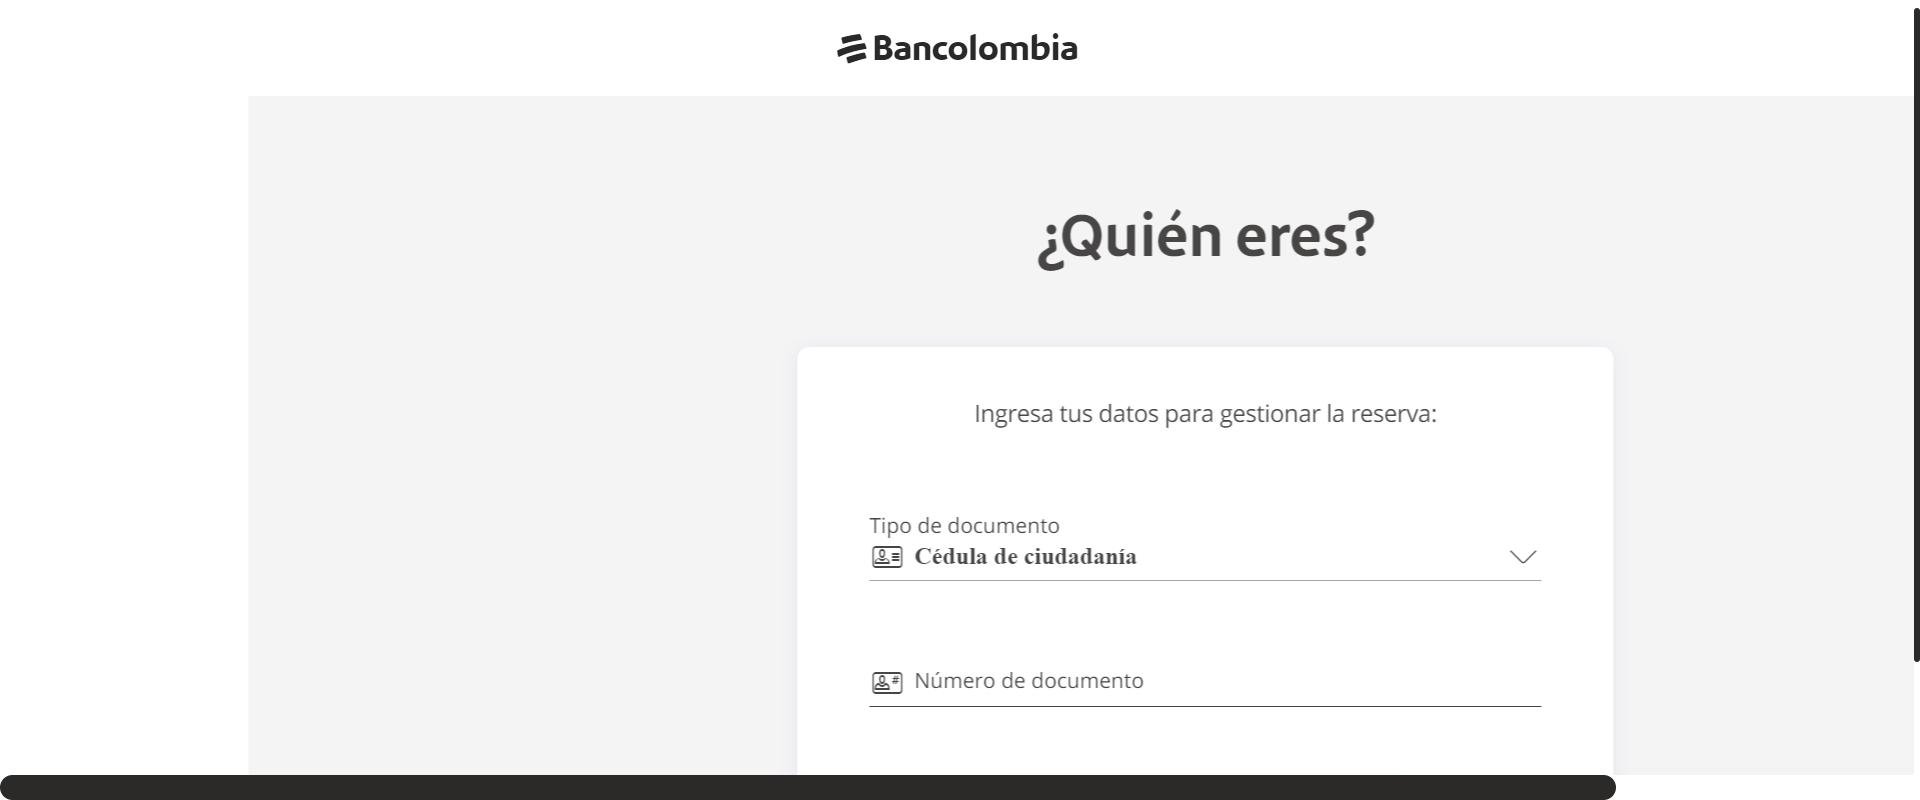 Bancolombia
¿Quién eres?
Ingresa tus datos para gestionar la reserva:
Tipo de documento
Cédula de ciudadanía
Número de documento